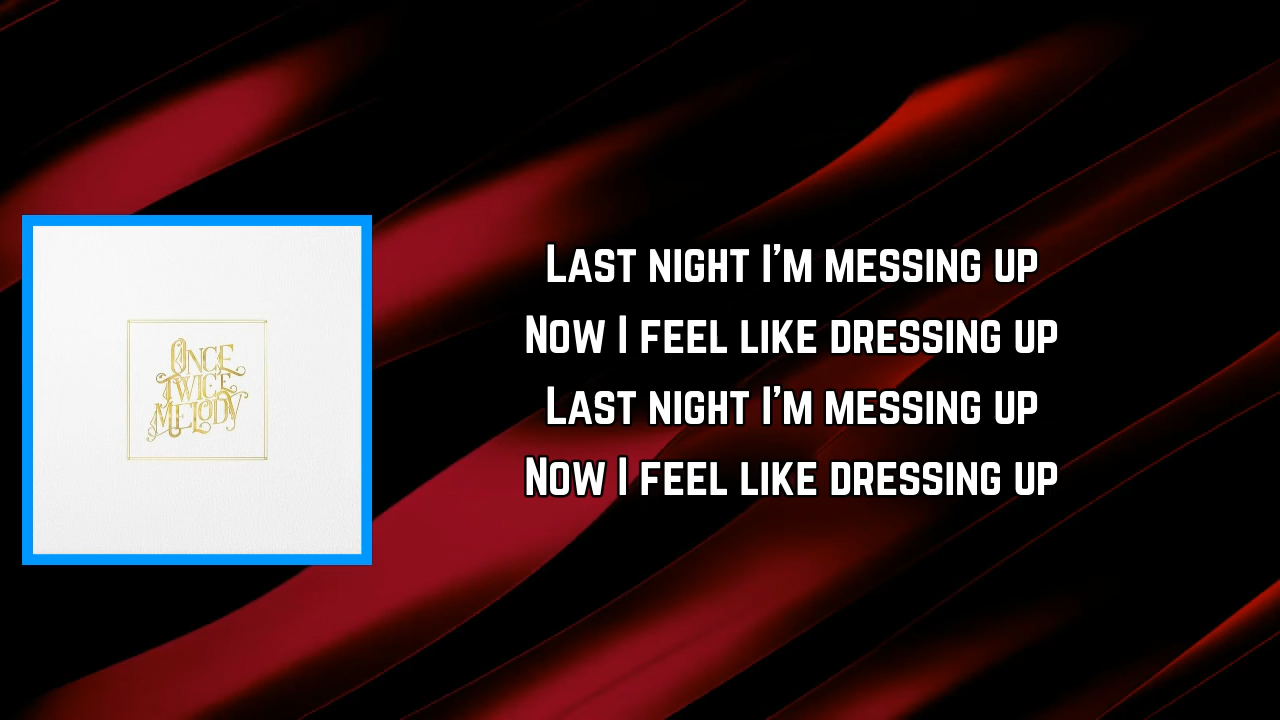 Once
Twice
Melody
Last night I'm messing up
Now I feel like dressing up
Last night I'm messing up
Now I feel like dressing up